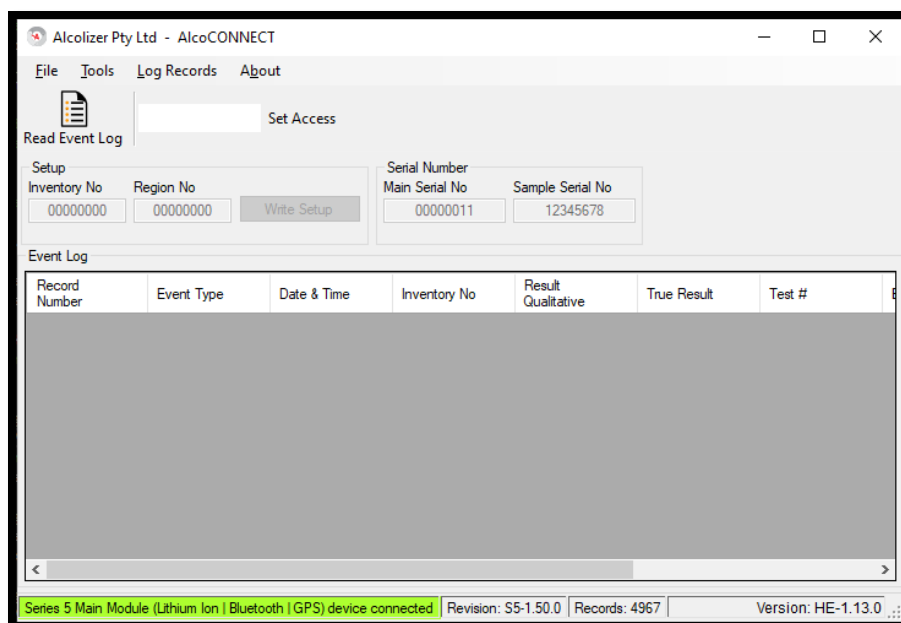 Alcolizer Pty Ltd - AlcoCONNECT
File Tools Log Records About
Read Event Log
Set Access
Setup
Inventory No Region No
00000000 00000000 Write Setup
Serial Number
Main Serial No Sample Serial No
00000011 12345678
Event Log
Record Number Event Type Date & Time Inventory No Result Qualitative True Result Test #
Series 5 Main Module (Lithium Ion | Bluetooth | GPS) device connected Revision: S5-1.50.0 Records: 4967 Version: HE-1.13.0